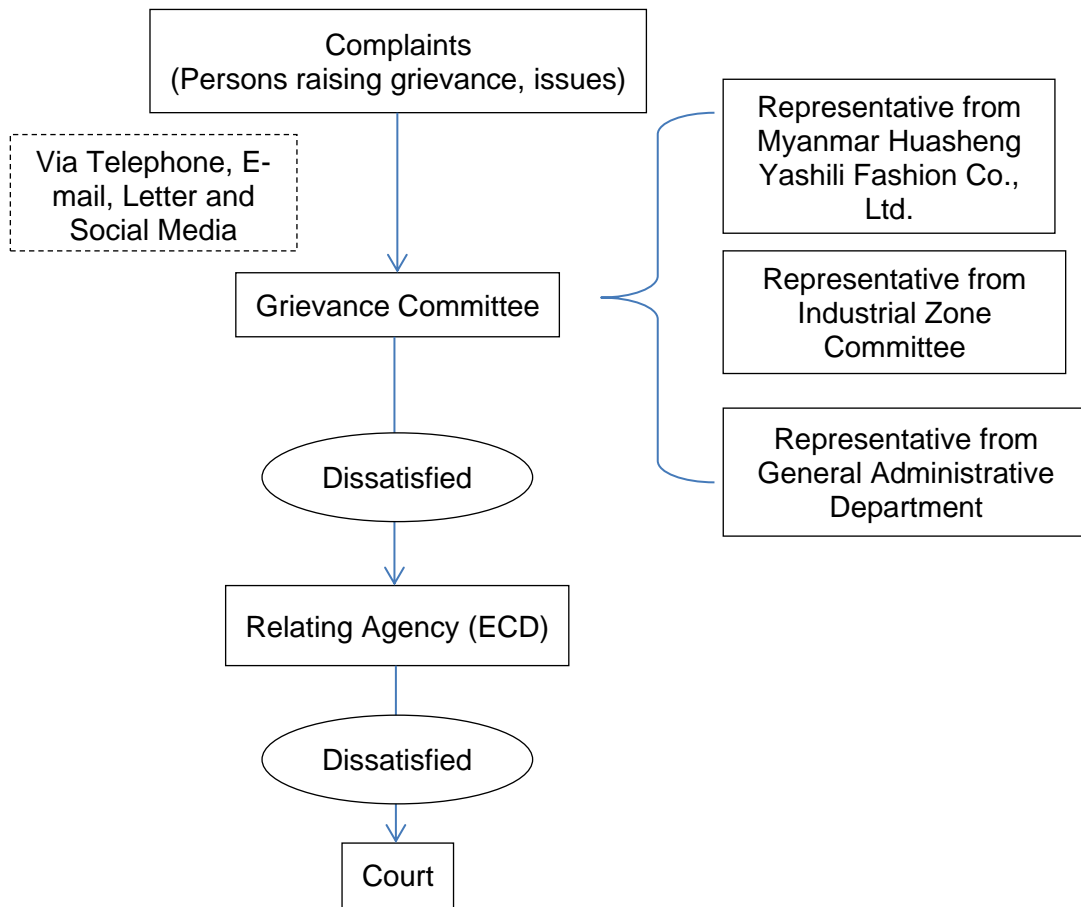 Complaints
(Persons raising grievance, issues)
Via Telephone, E-
mail, Letter and
Social Media
Grievance Committee
Representative from
Myanmar Huasheng
Yashili Fashion Co.,
Ltd.
Representative from
Industrial Zone
Committee
Representative from
General Administrative
Department
Dissatisfied
Relating Agency (ECD)
Dissatisfied
Court